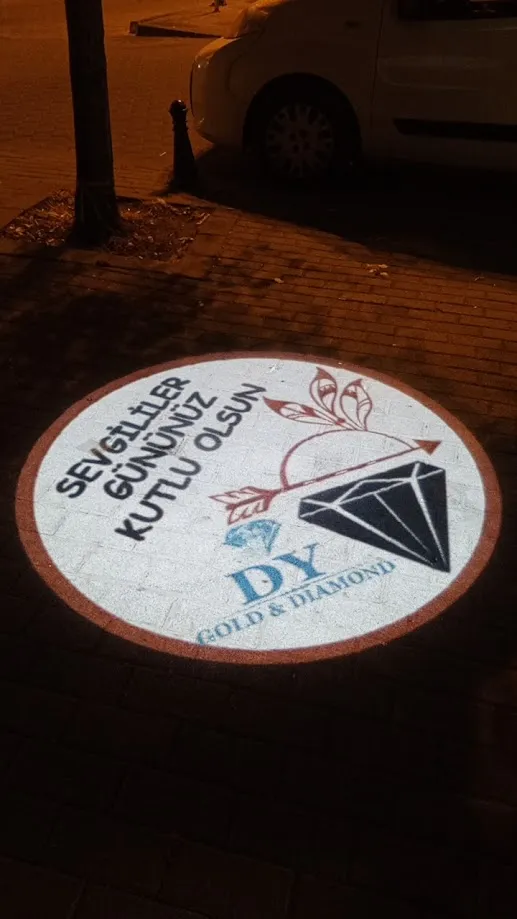 SEVGİLİLER
GÜNÜNÜZ
KUTLU OLSUN
DY
GOLD & DIAMOND